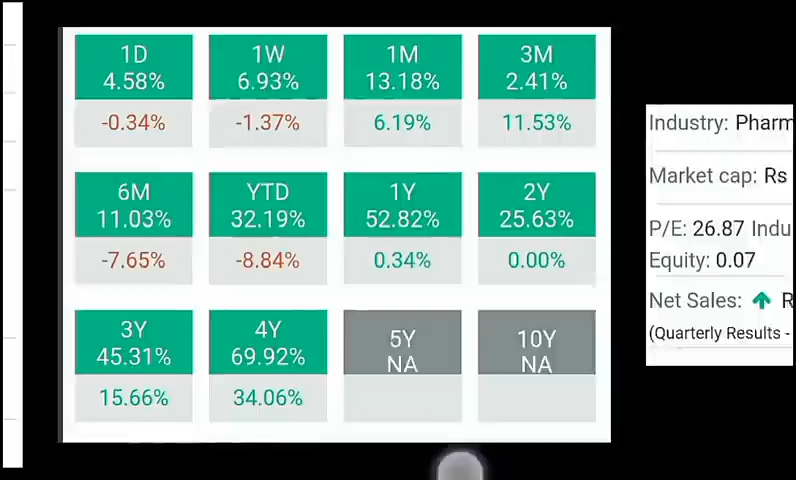 1D 1W 1M 3M
4.58% 6.93% 13.18% 2.41%
-0.34% -1.37% 6.19% 11.53%
6M YTD 1Y 2Y
11.03% 32.19% 52.82% 25.63%
-7.65% -8.84% 0.34% 0.00%
3Y 4Y 5Y 10Y
45.31% 69.92% NA NA
15.66% 34.06%
Industry: Pharm
Market cap: Rs
P/E: 26.87 Indu
Equity: 0.07
Net Sales: R
(Quarterly Results -